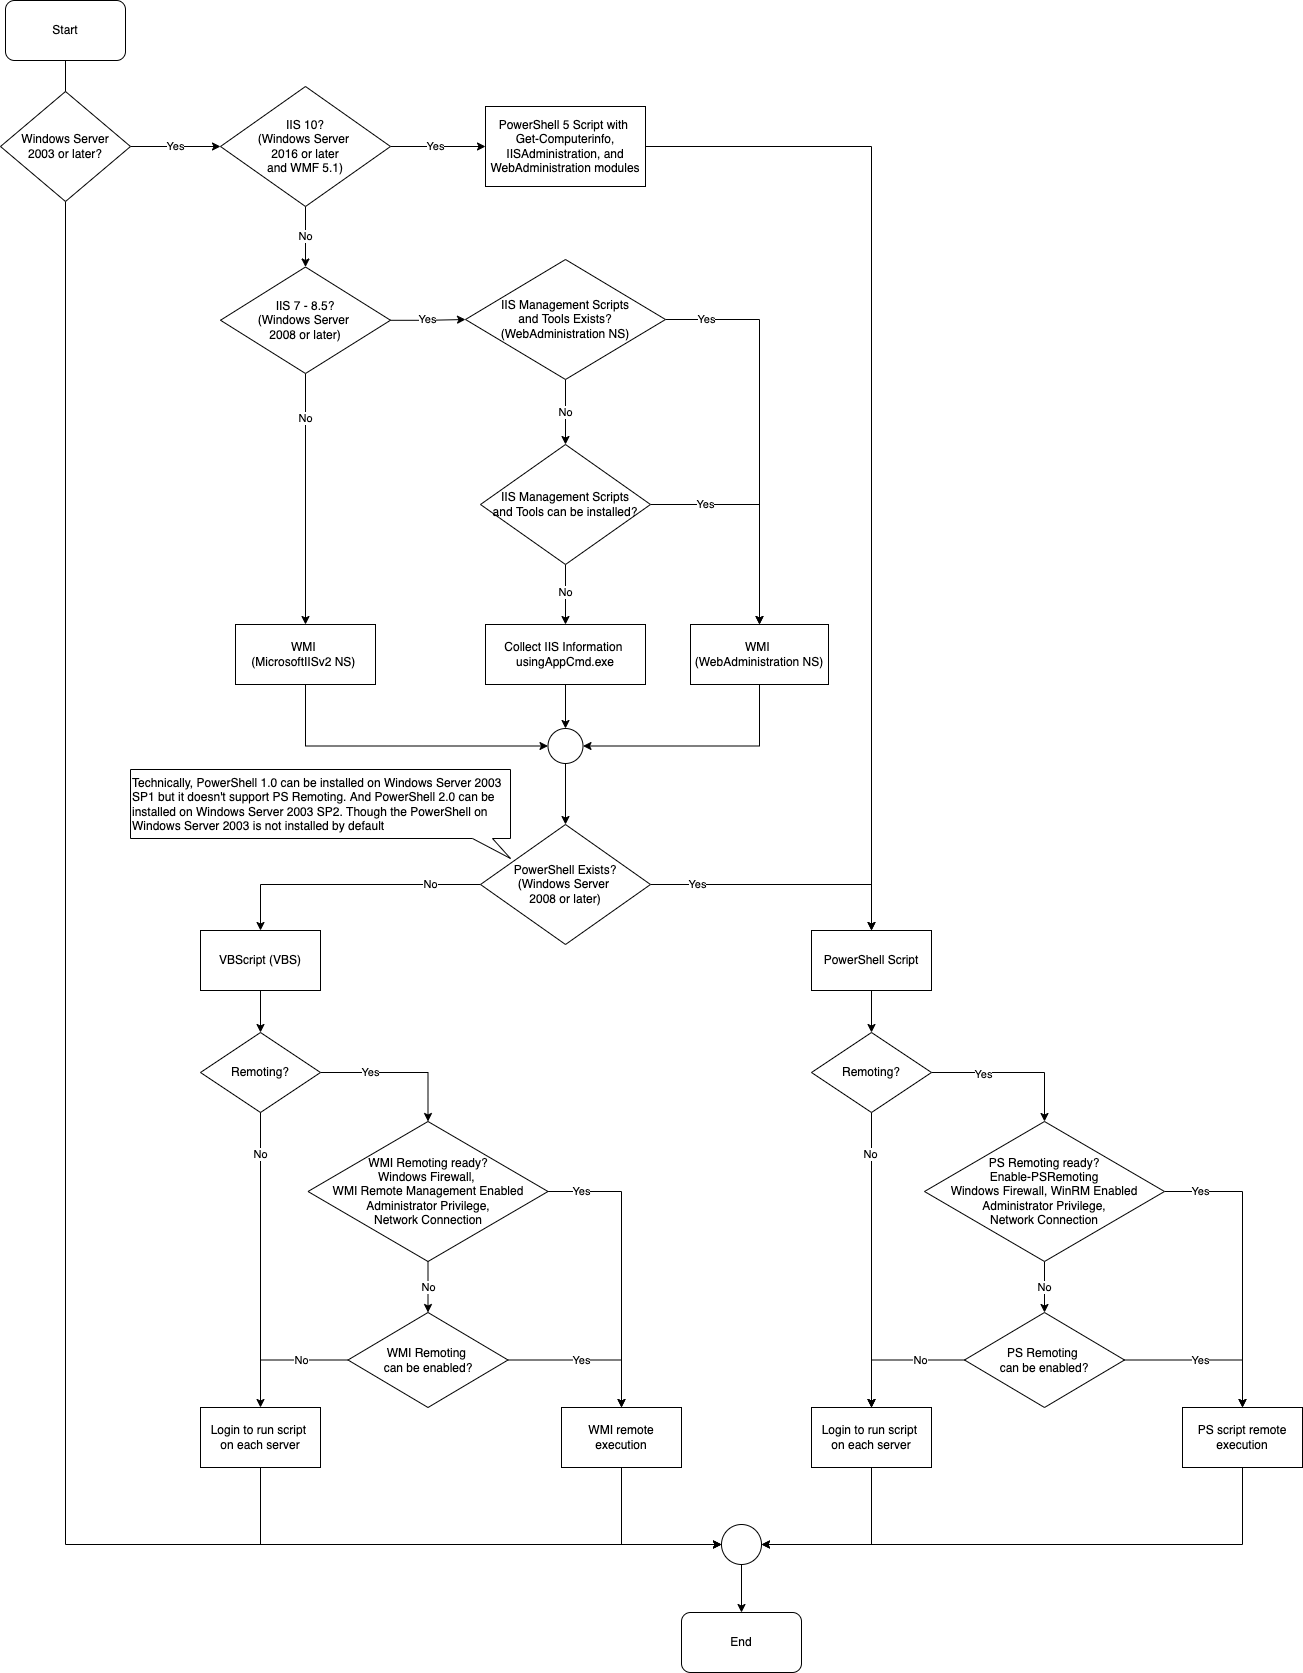 Start
Windows Server
2003 or later?
Yes
IIS 10?
(Windows Server
2016 or later
and WMF 5.1)
Yes
PowerShell 5 Script with
Get-Computerinfo,
IISAdministration, and
WebAdministration modules
No
IIS 7 - 8.5?
(Windows Server
2008 or later)
Yes
IIS Management Scripts
and Tools Exists?
(WebAdministration NS)
Yes
No
No
IIS Management Scripts
and Tools can be installed?
Yes
No
WMI
(MicrosoftIISv2 NS)
Collect IIS Information
usingAppCmd.exe
WMI
(WebAdministration NS)
Technically, PowerShell 1.0 can be installed on Windows Server 2003
SP1 but it doesn't support PS Remoting. And PowerShell 2.0 can be
installed on Windows Server 2003 SP2. Though the PowerShell on
Windows Server 2003 is not installed by default
PowerShell Exists?
(Windows Server
2008 or later)
No
Yes
VBScript (VBS)
PowerShell Script
Remoting?
Yes
Remoting?
Yes
No
WMI Remoting ready?
Windows Firewall,
WMI Remote Management Enabled
Administrator Privilege,
Network Connection
Yes
No
PS Remoting ready?
Enable-PSRemoting
Windows Firewall, WinRM Enabled
Administrator Privilege,
Network Connection
Yes
No
No
No
WMI Remoting
can be enabled?
Yes
No
PS Remoting
can be enabled?
Yes
Login to run script
on each server
WMI remote
execution
Login to run script
on each server
PS script remote
execution
End